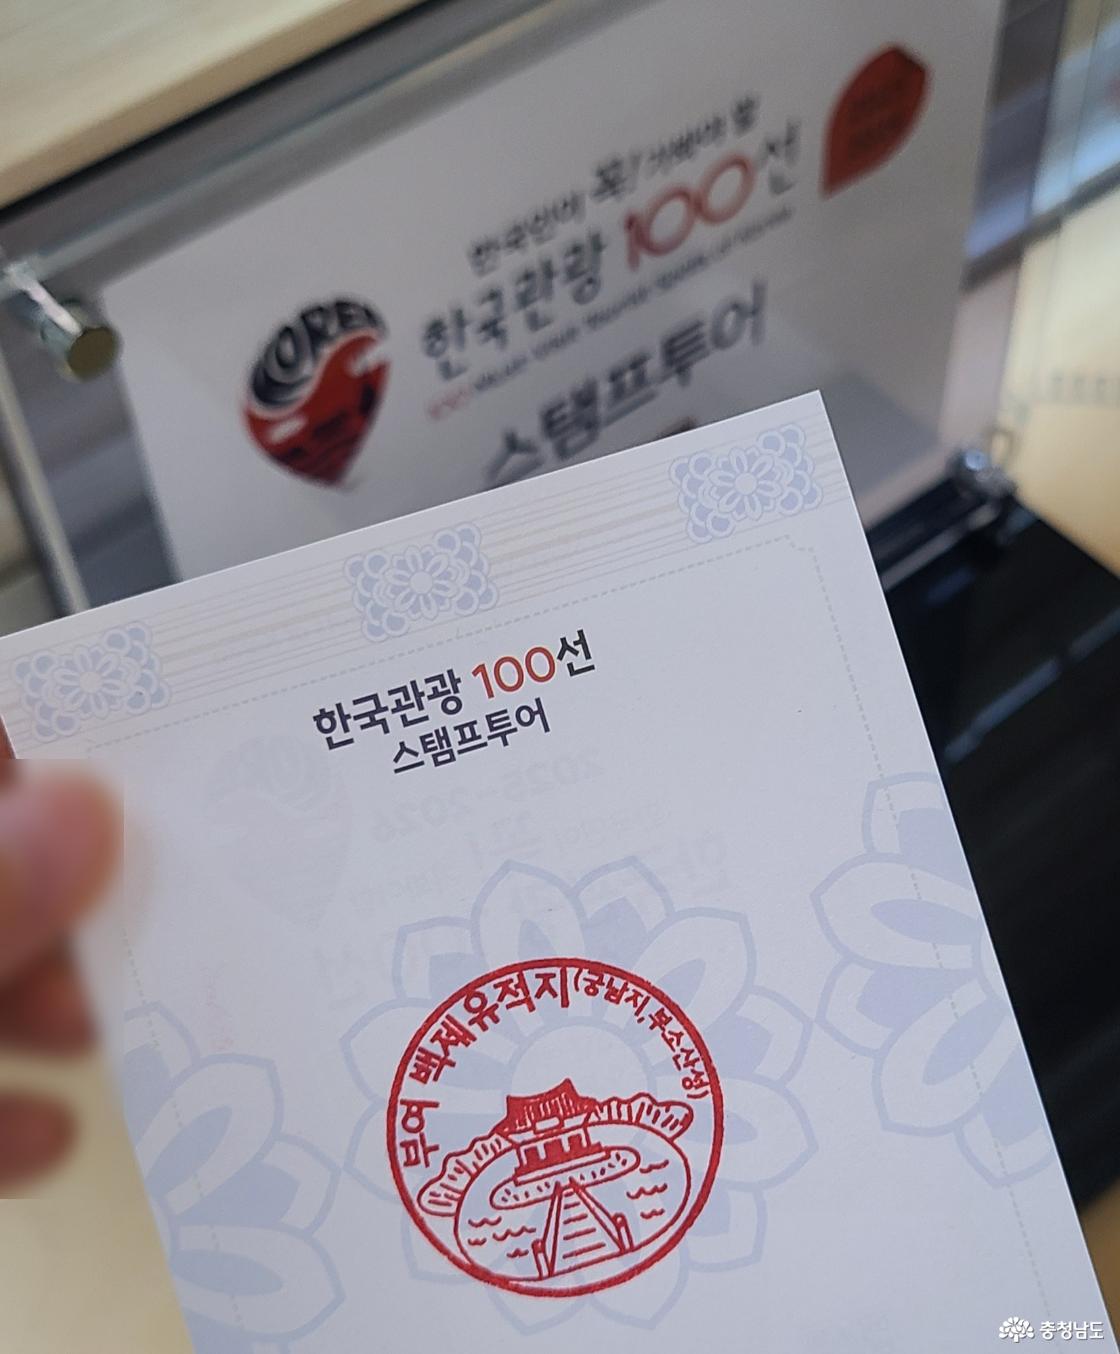 한국인이 꼭! 가봐야 할
한국관광 100선
스탬프투어
한국관광 100선
스탬프투어
부여 백제유적지(궁남지,부소산성)
충청남도